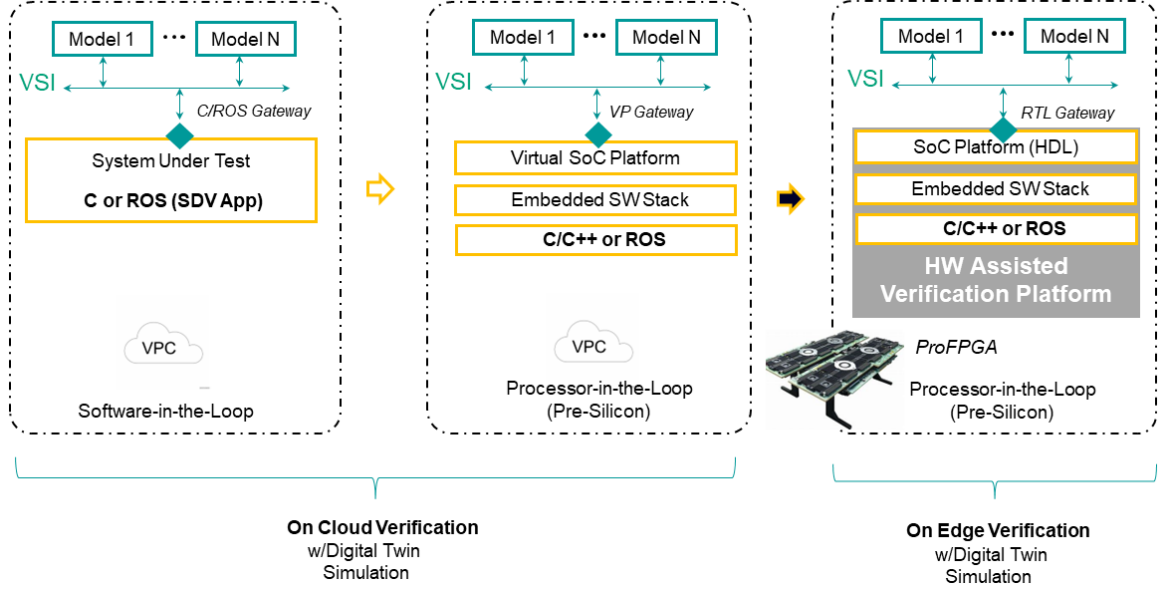 Model 1
•••
Model N
VSI
C/ROS Gateway
System Under Test
C or ROS (SDV App)
VPC
Software-in-the-Loop
Model 1
•••
Model N
VSI
VP Gateway
Virtual SoC Platform
Embedded SW Stack
C/C++ or ROS
VPC
Processor-in-the-Loop
(Pre-Silicon)
Model 1
•••
Model N
VSI
RTL Gateway
SoC Platform (HDL)
Embedded SW Stack
C/C++ or ROS
HW Assisted
Verification Platform
ProFPGA
Processor-in-the-Loop
(Pre-Silicon)
On Cloud Verification
w/Digital Twin
Simulation
On Edge Verification
w/Digital Twin
Simulation